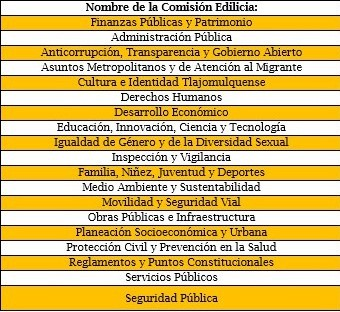 Nombre de la Comisión Edilicia:
Finanzas Públicas y Patrimonio
Administración Pública
Anticorrupción, Transparencia y Gobierno Abierto
Asuntos Metropolitanos y de Atención al Migrante
Cultura e Identidad Tlajomulquense
Derechos Humanos
Desarrollo Económico
Educación, Innovación, Ciencia y Tecnología
Igualdad de Género y de la Diversidad Sexual
Inspección y Vigilancia
Familia, Niñez, Juventud y Deportes
Medio Ambiente y Sustentabilidad
Movilidad y Seguridad Vial
Obras Públicas e Infraestructura
Planeación Socioeconómica y Urbana
Protección Civil y Prevención en la Salud
Reglamentos y Puntos Constitucionales
Servicios Públicos
Seguridad Pública